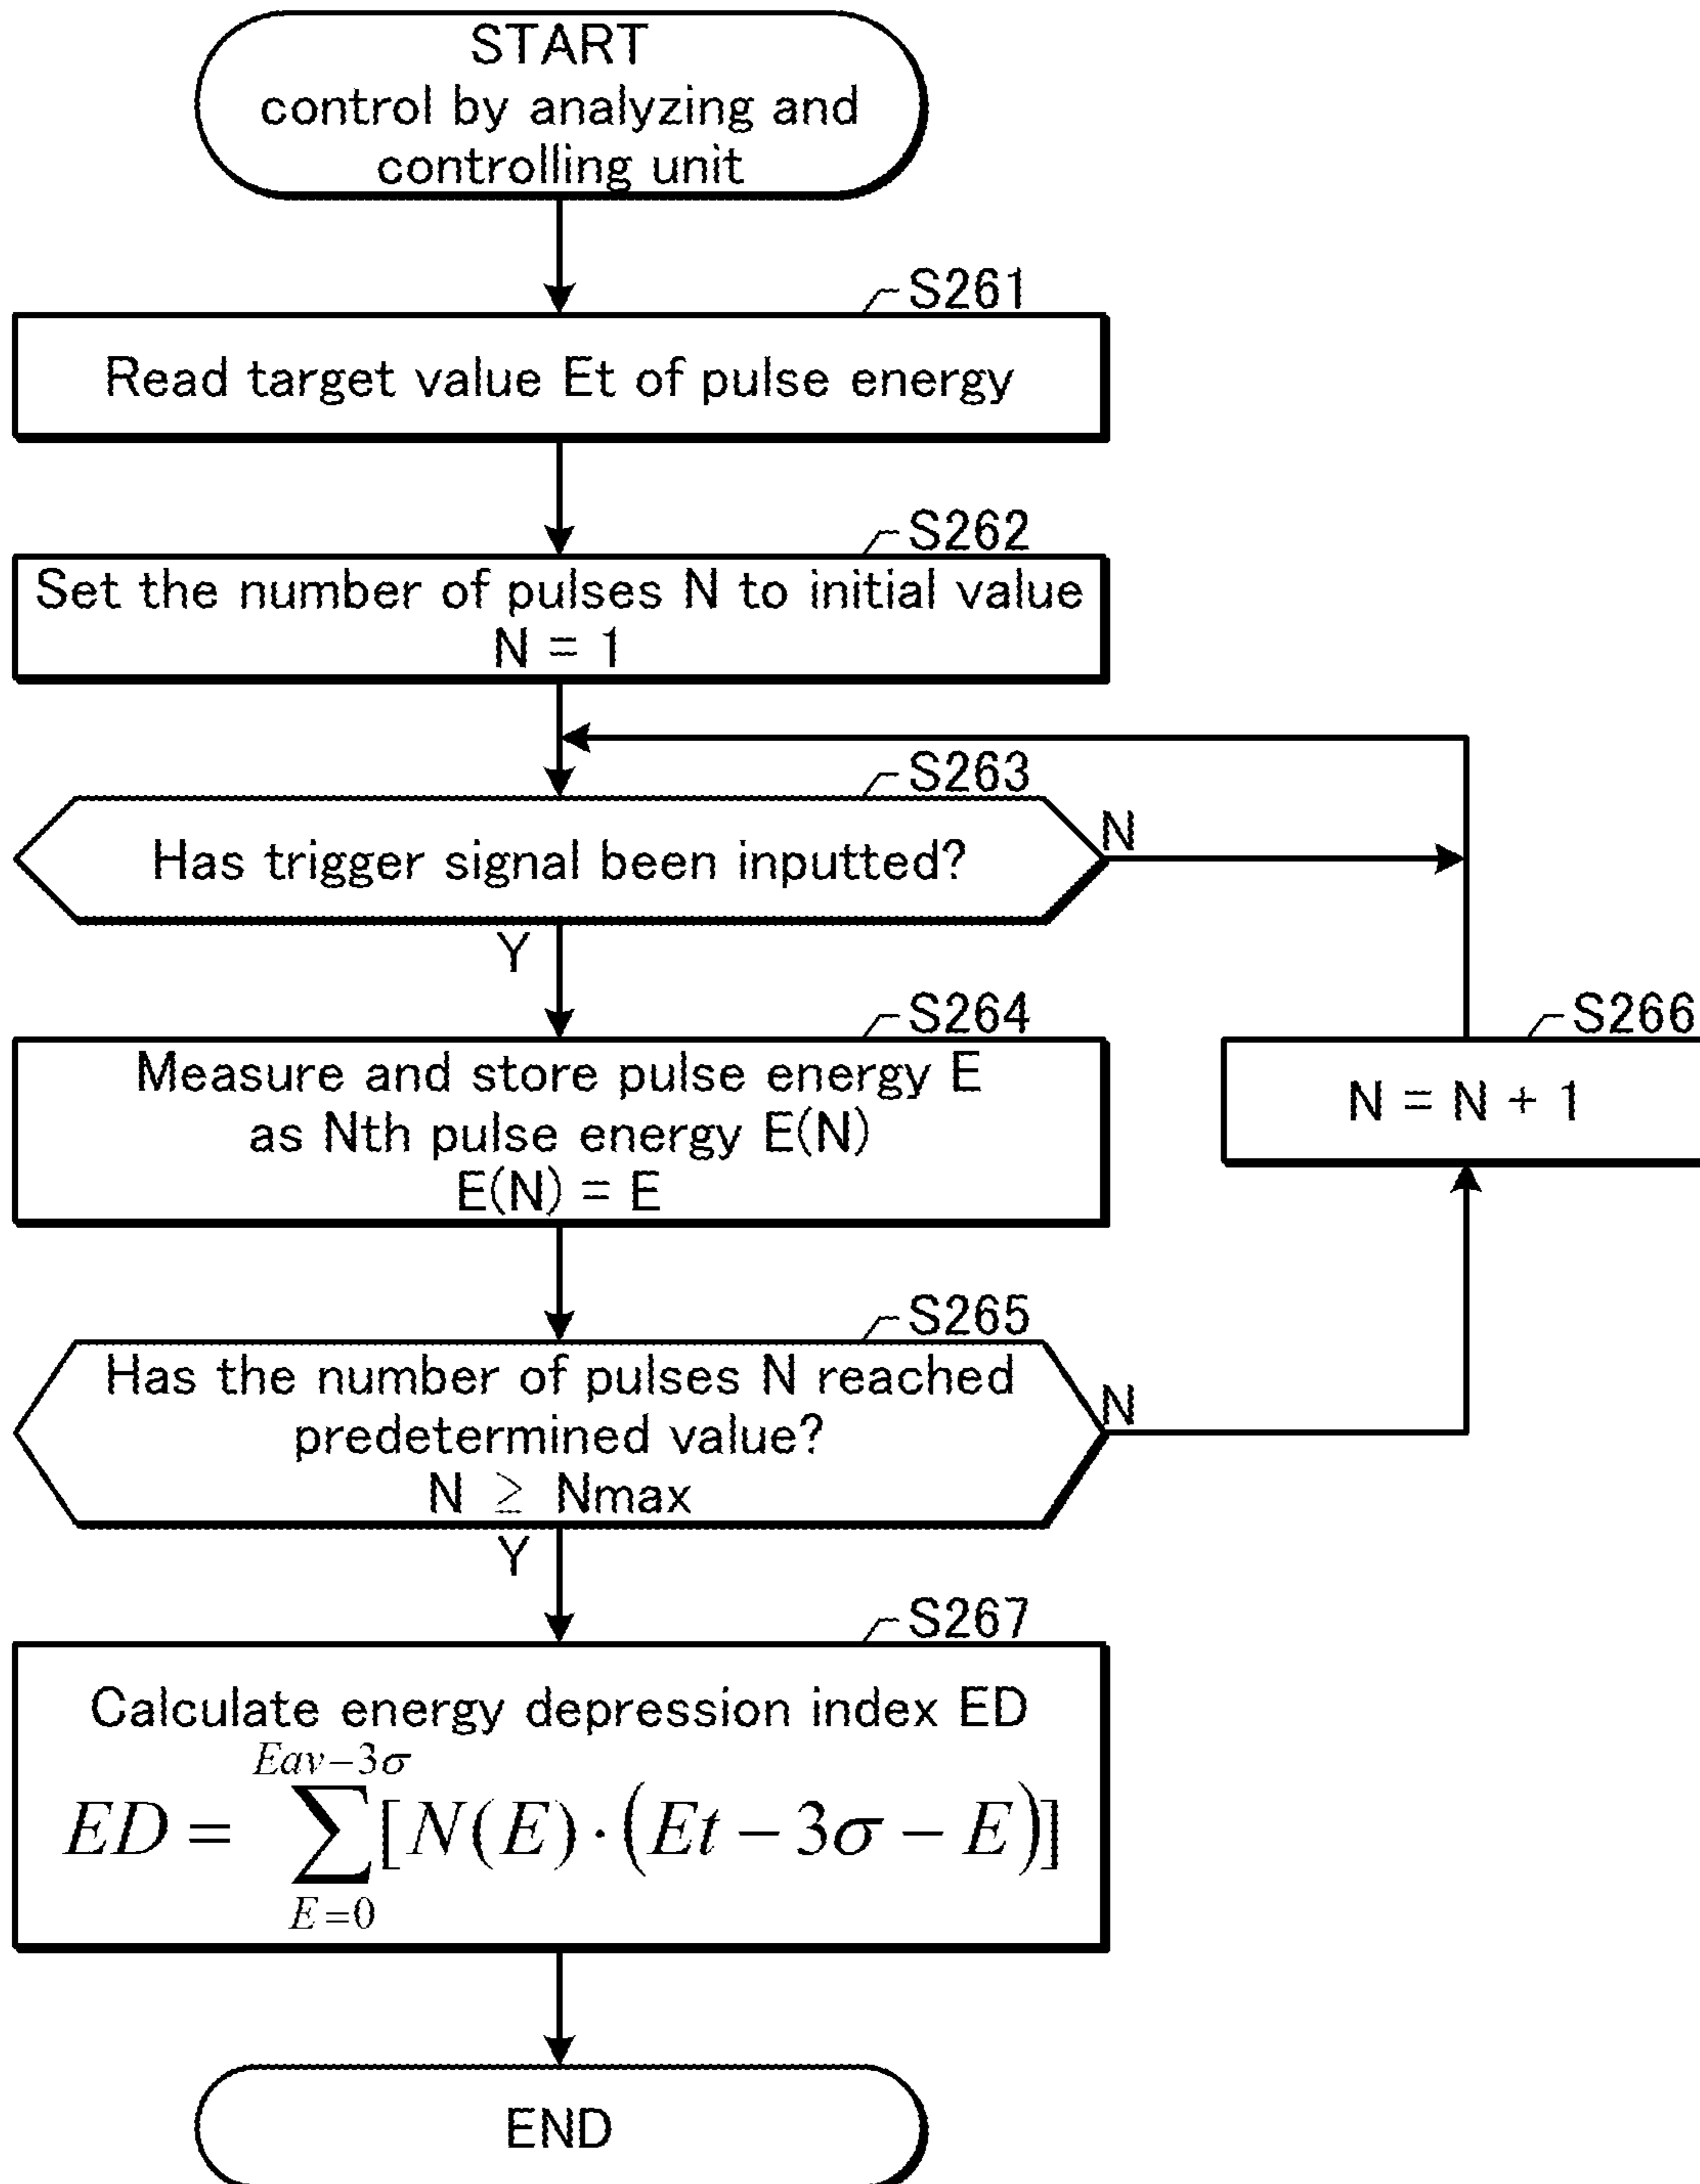 START
control by analyzing and
controlling unit
S261
Read target value Et of pulse energy
S262
Set the number of pulses N to initial value
N = 1
S263
Has trigger signal been inputted?
N
Y
S264
Measure and store pulse energy E
as Nth pulse energy E(N)
E(N) = E
S266
N = N + 1
S265
Has the number of pulses N reached
predetermined value?
N ≧ Nmax
N
Y
S267
Calculate energy depression index ED
Eav−3σ
ED = ∑[N(E)·(Et − 3σ − E)]
E=0
END